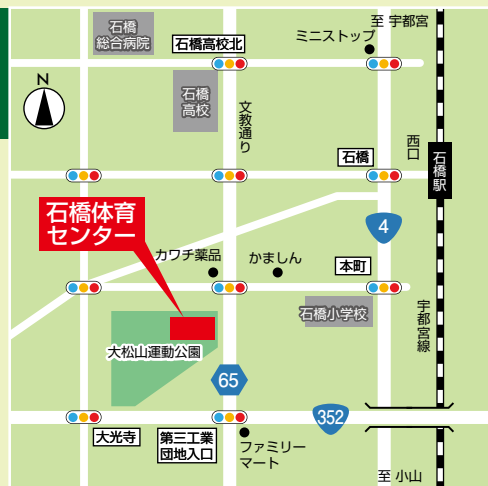 石橋
総合病院
石橋高校北
ミニストップ
至 宇都宮
N
石橋
高校
文教通り
石橋
西口
石橋駅
石橋体育
センター
4
カワチ薬品
かましん
本町
石橋小学校
宇都宮線
大松山運動公園
65
352
大光寺
第三工業
団地入口
ファミリー
マート
至 小山